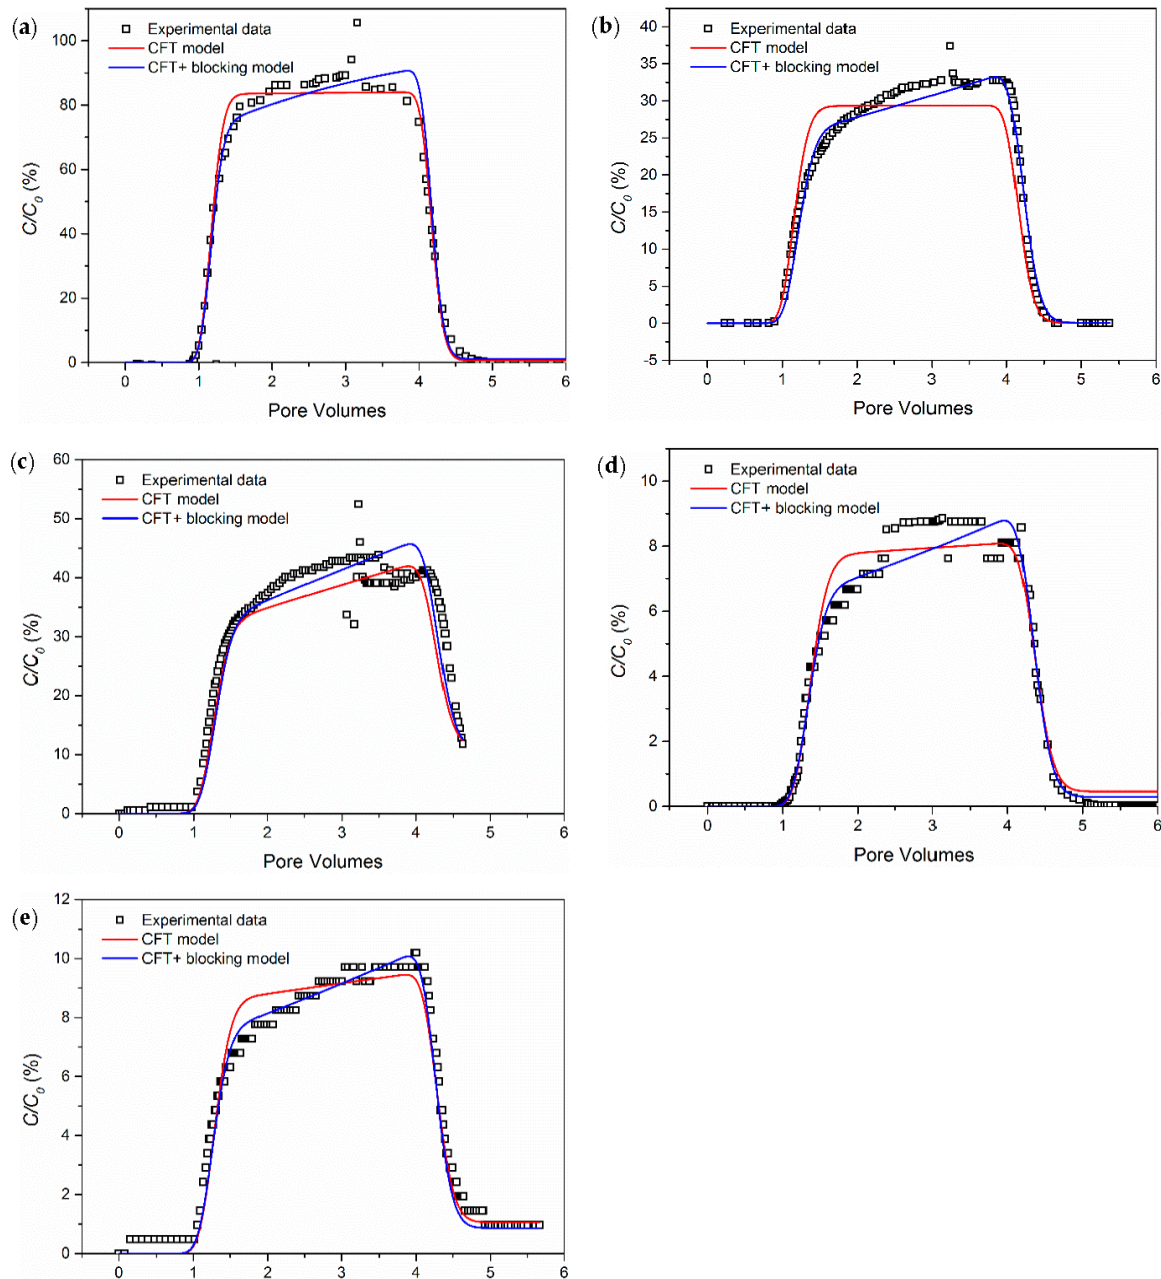 (a)
Experimental data
CFT model
CFT+ blocking model
100
80
60
40
20
0
C/C0 (%)
0 1 2 3 4 5 6
Pore Volumes
(b)
Experimental data
CFT model
CFT+ blocking model
40
35
30
25
20
15
10
5
0
-5
C/C0 (%)
0 1 2 3 4 5 6
Pore Volumes
(c)
Experimental data
CFT model
CFT+ blocking model
60
50
40
30
20
10
0
C/C0 (%)
0 1 2 3 4 5 6
Pore Volumes
(d)
Experimental data
CFT model
CFT+ blocking model
10
8
6
4
2
0
C/C0 (%)
0 1 2 3 4 5 6
Pore Volumes
(e)
Experimental data
CFT model
CFT+ blocking model
12
10
8
6
4
2
0
C/C0 (%)
0 1 2 3 4 5 6
Pore Volumes